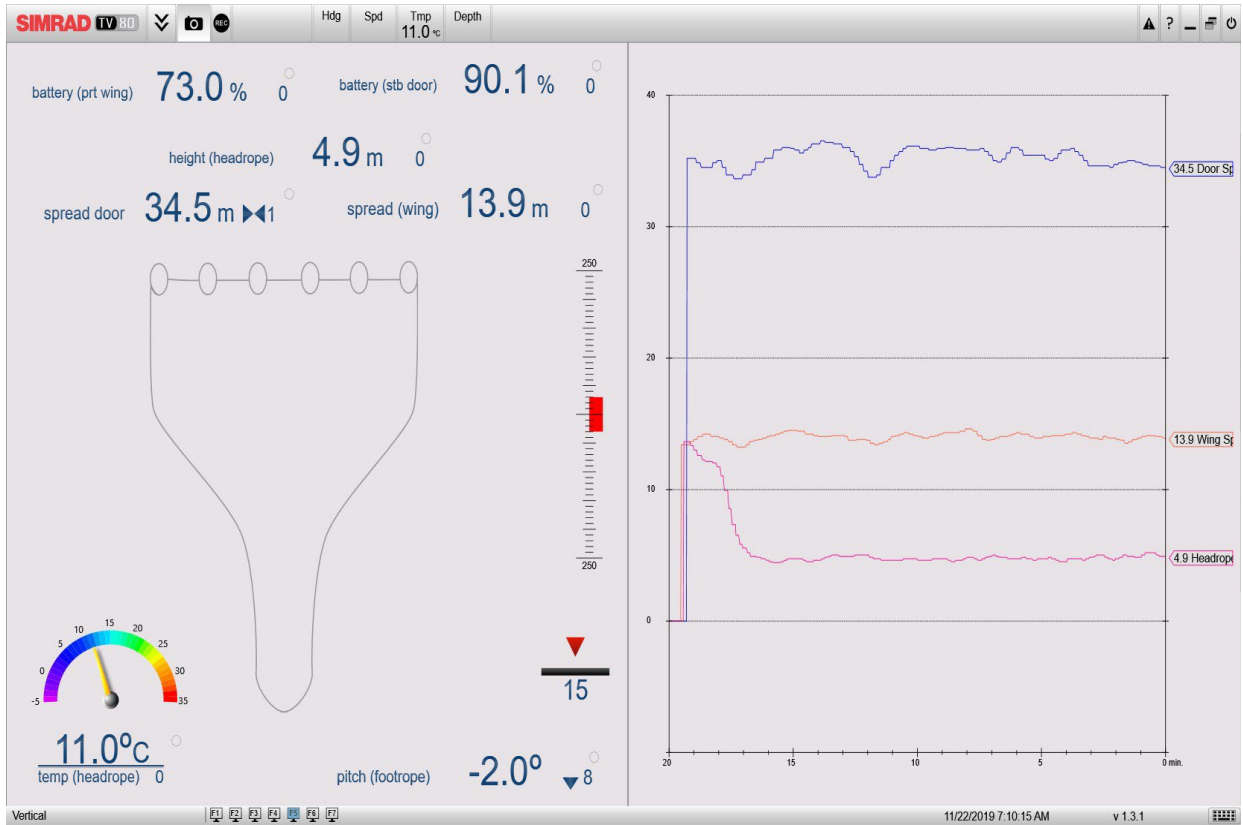 SIMRAD TV 80 REC Hdg Spd Tmp Depth ?
11.0 °C
battery (prt wing) 73.0 % 0 battery (stb door) 90.1 % 0
height (headrope) 4.9 m 0
spread door 34.5 m 1 spread (wing) 13.9 m 0
250
250
15
-5 0 5 10 15 20 25 30 35
11.0ºC
temp (headrope) 0
pitch (footrope) -2.0º 8
40
30
20
10
0
34.5 Door Sp
13.9 Wing Sp
4.9 Headrope
20 15 10 5 0 min.
Vertical F1 F2 F3 F4 F5 F6 F7 11/22/2019 7:10:15 AM v 1.3.1